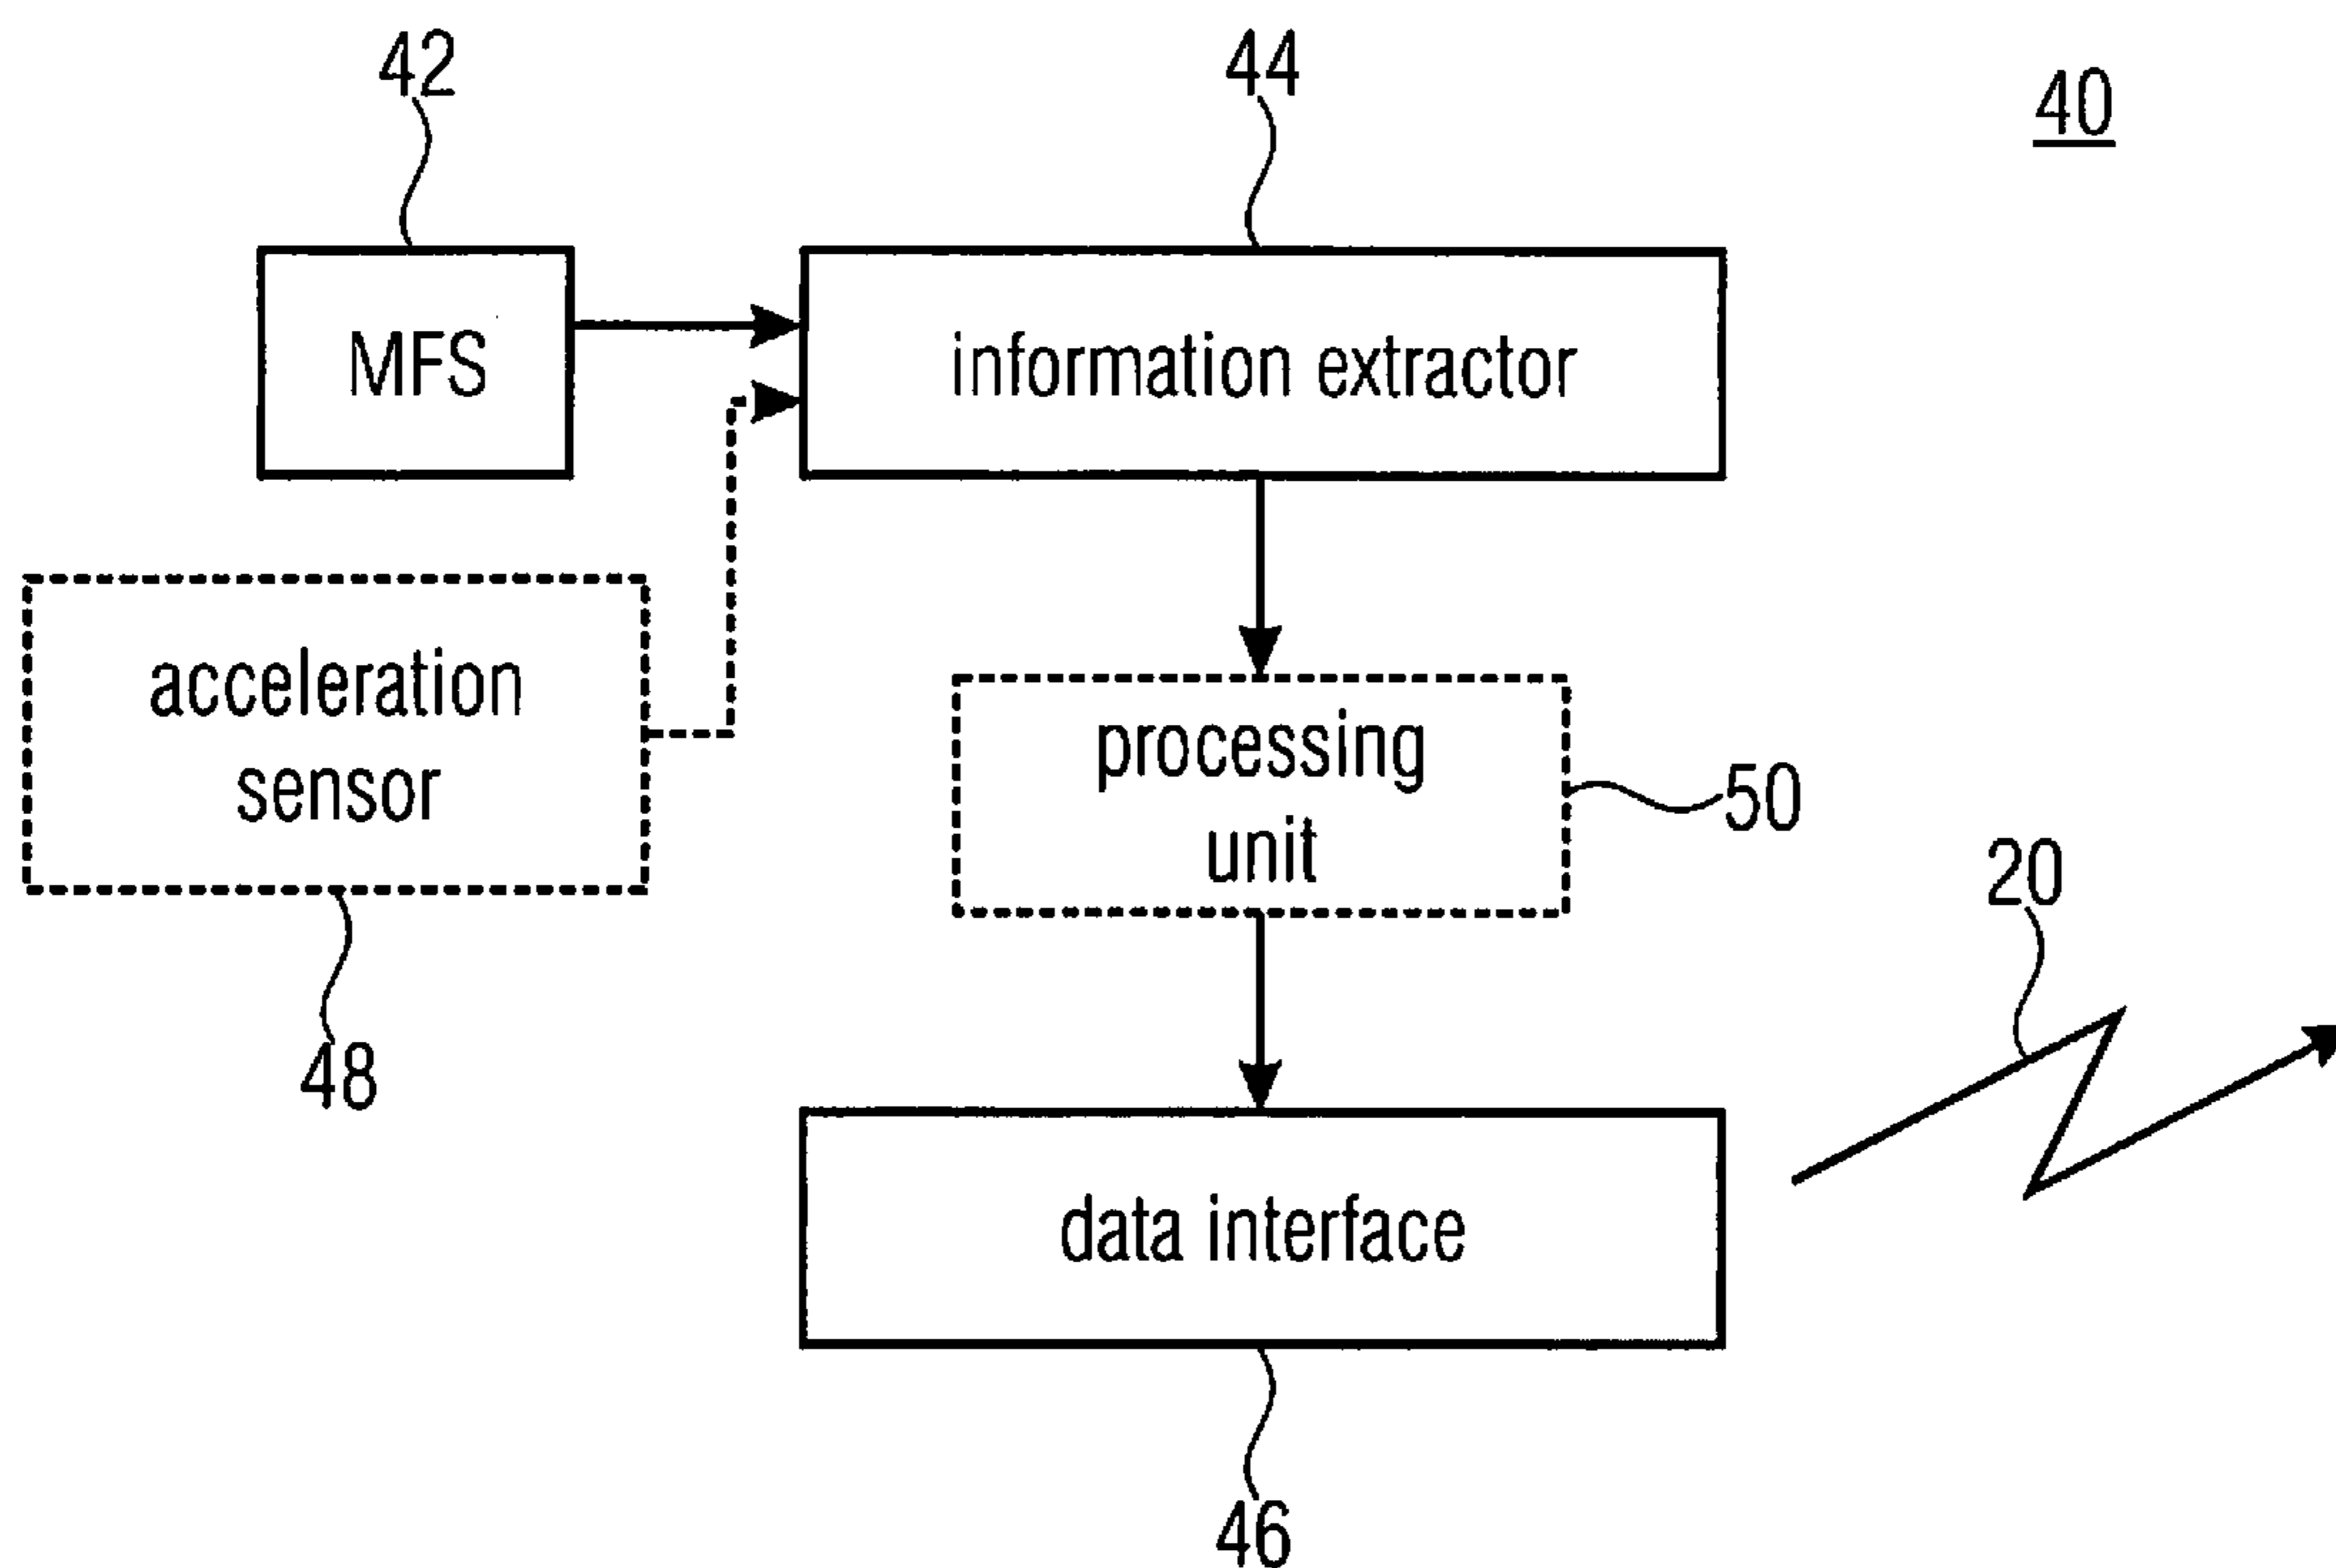 42
44
40
MFS
information extractor
acceleration
sensor
processing
unit
50
20
48
data interface
46